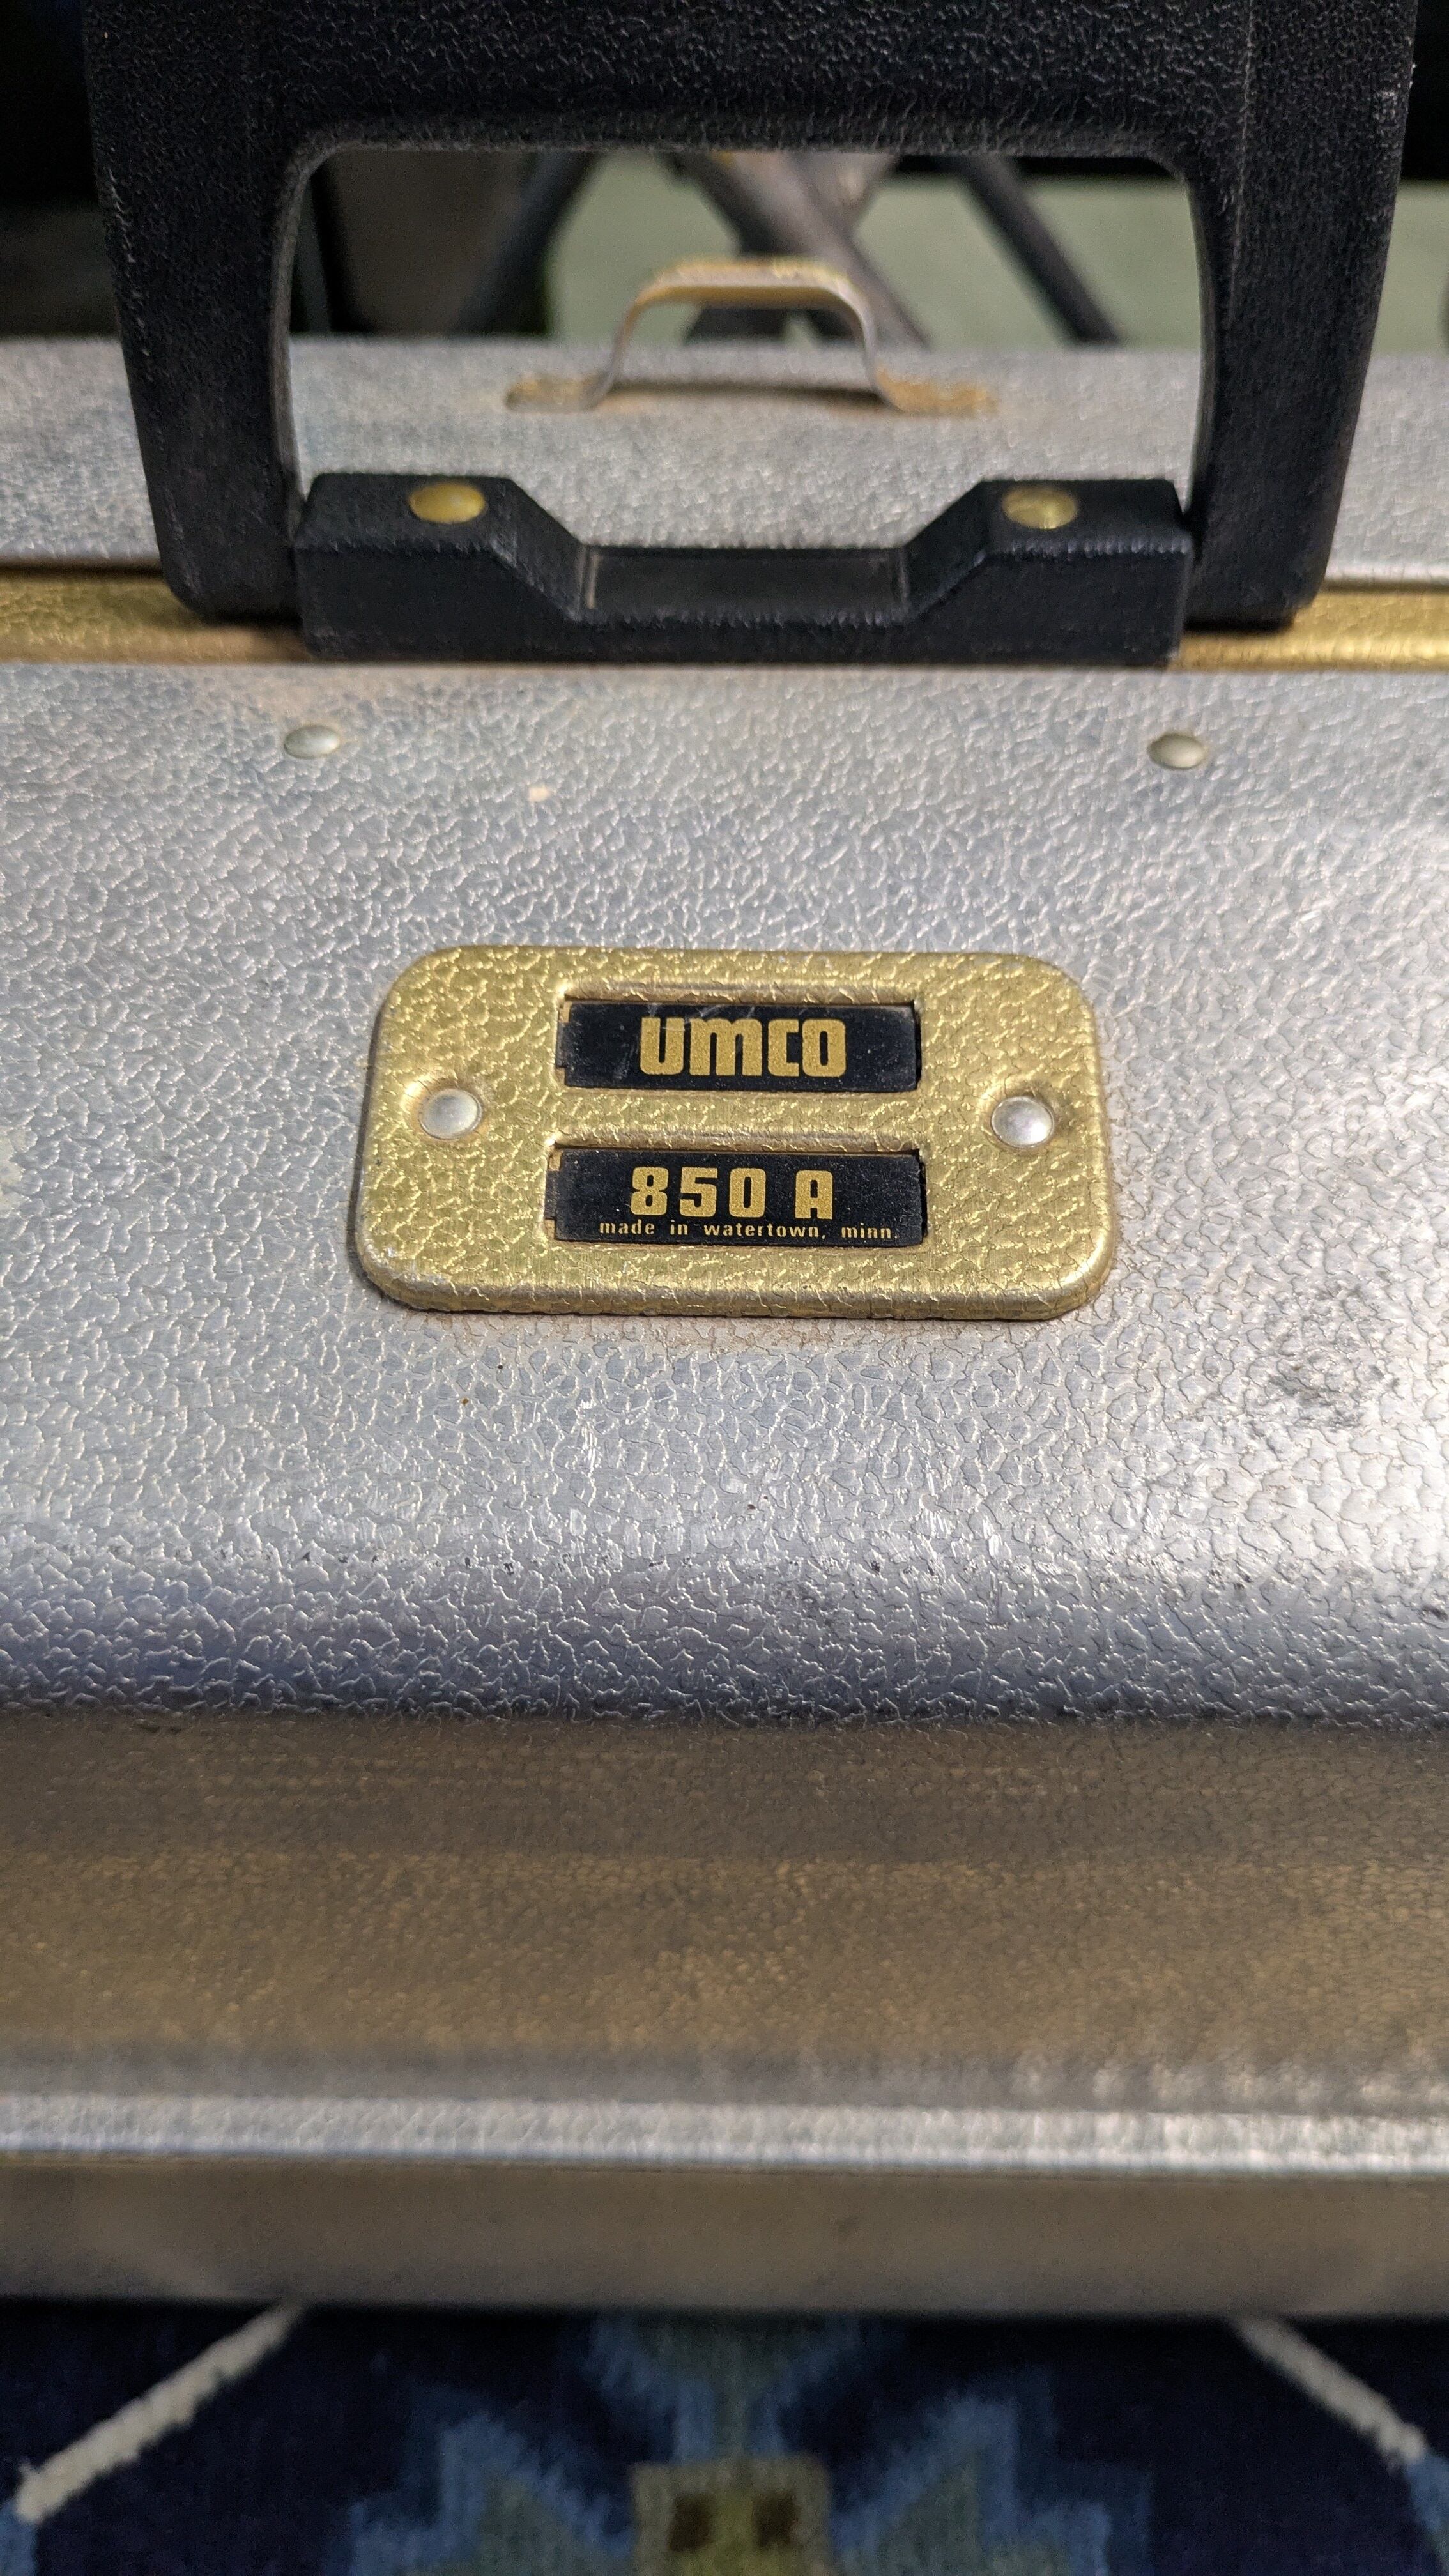 umco
850 A
made in watertown, minn.